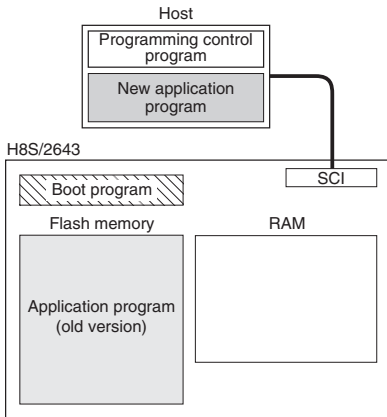 Host
Programming control
program
New application
program
H8S/2643
SCI
Boot program
Flash memory
RAM
Application program
(old version)